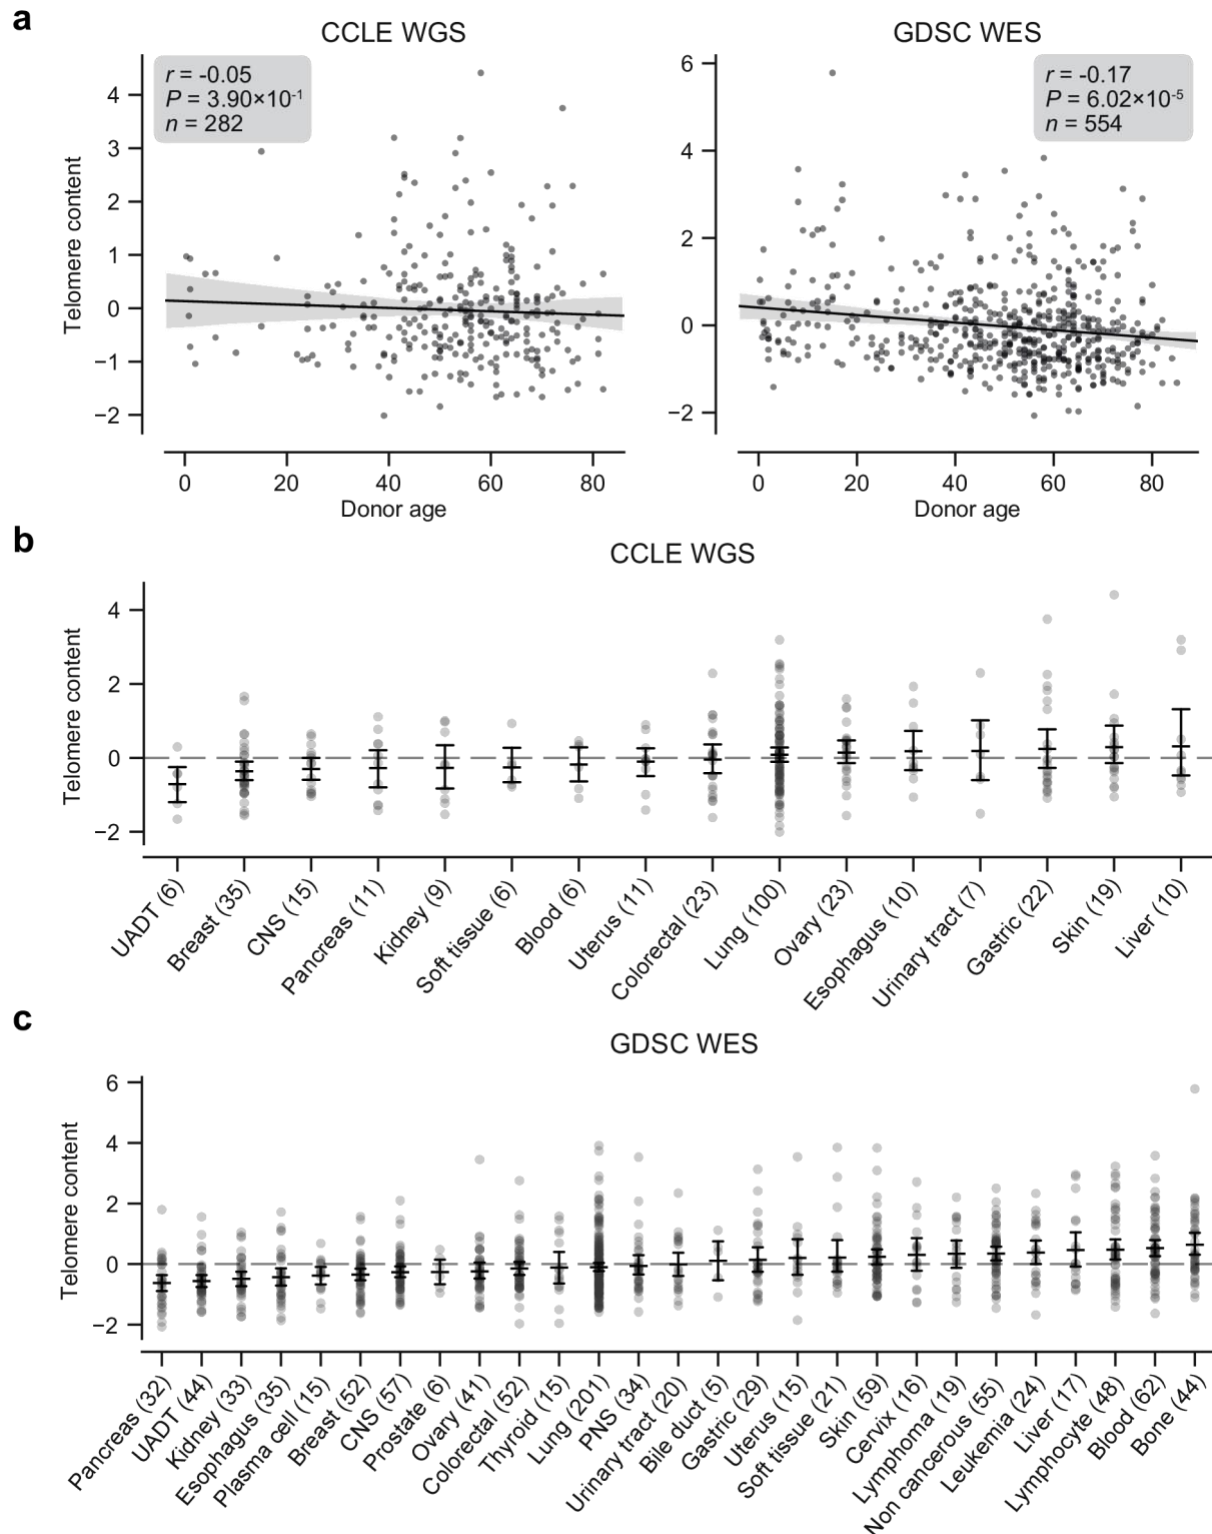 a
CCLE WGS
r = -0.05
P = 3.90×10-1
n = 282
Telomere content
4
3
2
1
0
−1
−2
0 20 40 60 80
Donor age
GDSC WES
r = -0.17
P = 6.02×10-5
n = 554
6
4
2
0
−2
0 20 40 60 80
Donor age
b
CCLE WGS
Telomere content
4
2
0
−2
UADT (6)
Breast (35)
CNS (15)
Pancreas (11)
Kidney (9)
Soft tissue (6)
Blood (6)
Uterus (11)
Colorectal (23)
Lung (100)
Ovary (23)
Esophagus (10)
Urinary tract (7)
Gastric (22)
Skin (19)
Liver (10)
c
GDSC WES
Telomere content
6
4
2
0
−2
Pancreas (32)
UADT (44)
Kidney (33)
Esophagus (35)
Plasma cell (15)
Breast (52)
CNS (57)
Prostate (6)
Ovary (41)
Colorectal (52)
Thyroid (15)
Lung (201)
PNS (34)
Urinary tract (20)
Bile duct (5)
Gastric (29)
Uterus (15)
Soft tissue (21)
Skin (59)
Cervix (16)
Lymphoma (19)
Non cancerous (55)
Leukemia (24)
Liver (17)
Lymphocyte (48)
Blood (62)
Bone (44)